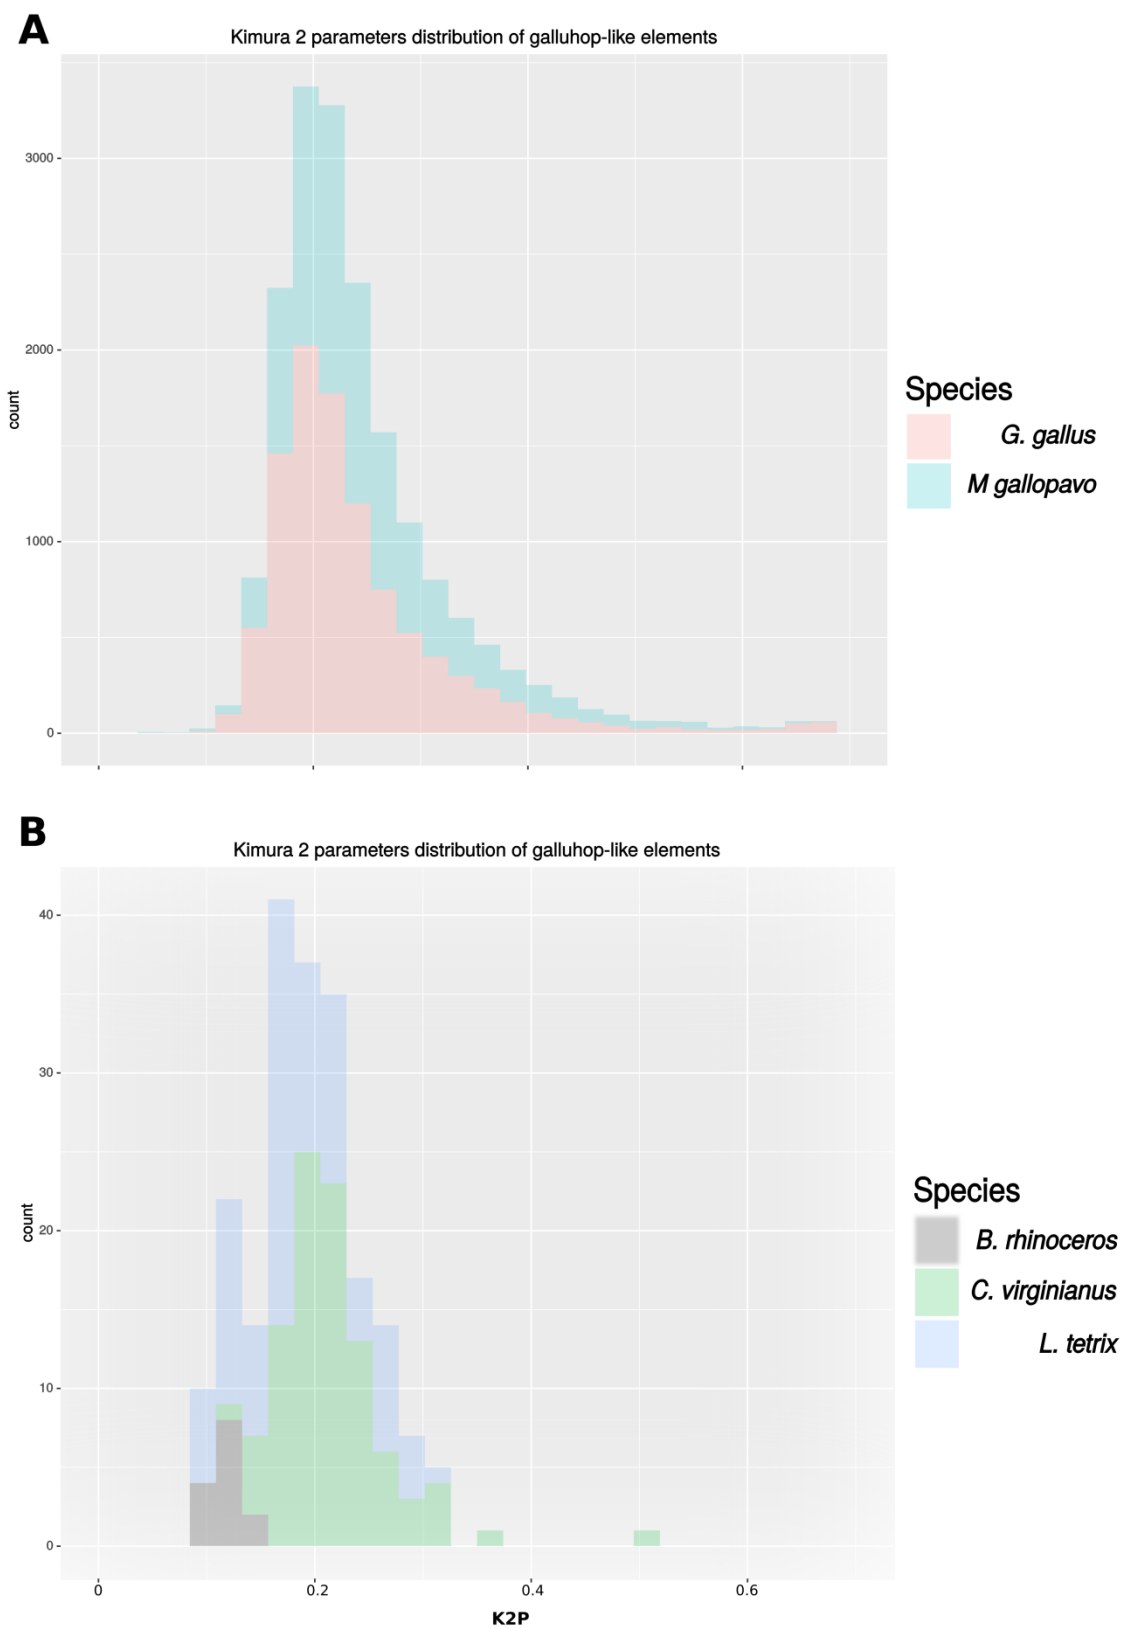 A
Kimura 2 parameters distribution of galluhop-like elements
3000
2000
1000
0
count
Species
G. gallus
M gallopavo
B
Kimura 2 parameters distribution of galluhop-like elements
40
30
20
10
0
count
Species
B. rhinoceros
C. virginianus
L. tetrix
0 0.2 0.4 0.6
K2P